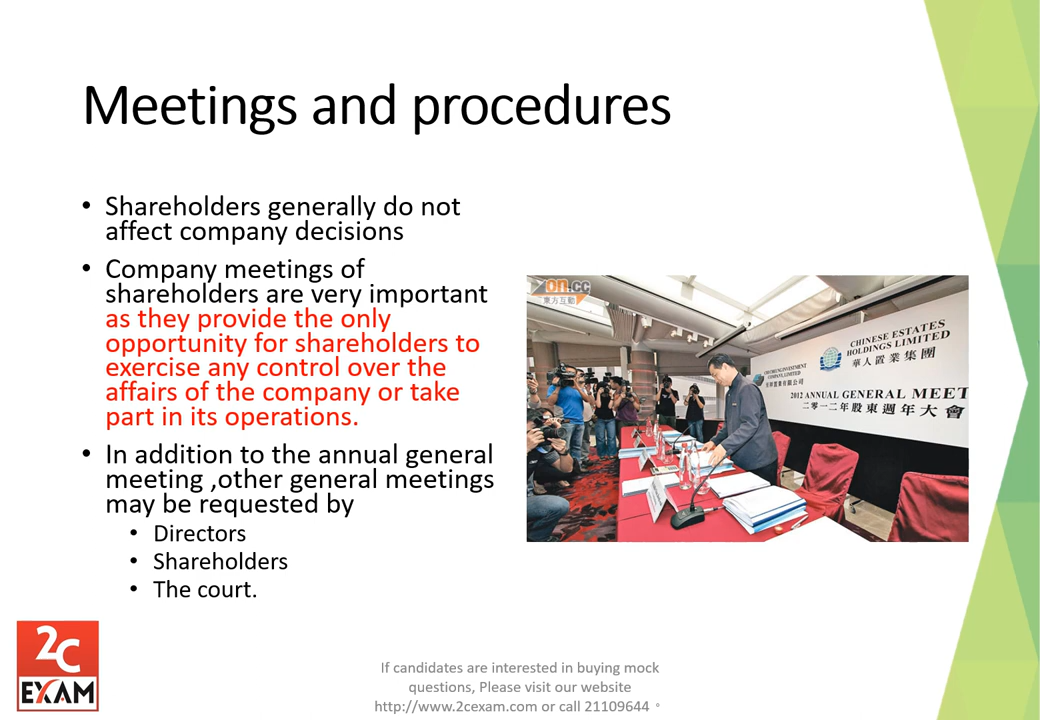 Meetings and procedures
• Shareholders generally do not
affect company decisions
• Company meetings of
shareholders are very important
as they provide the only
opportunity for shareholders to
exercise any control over the
affairs of the company or take
part in its operations.
• In addition to the annual general
meeting ,other general meetings
may be requested by
• Directors
• Shareholders
• The court.
on.cc
東方互動
CHINESE ESTATES
HOLDINGS LIMITED
華人置業集團
INVESTMENT
COMPANY, LIMITED
2012 ANNUAL GENERAL MEET
二零一二年股東週年大會
2C
EXAM
If candidates are interested in buying mock
questions, Please visit our website
http://www.2cexam.com or call 21109644 。